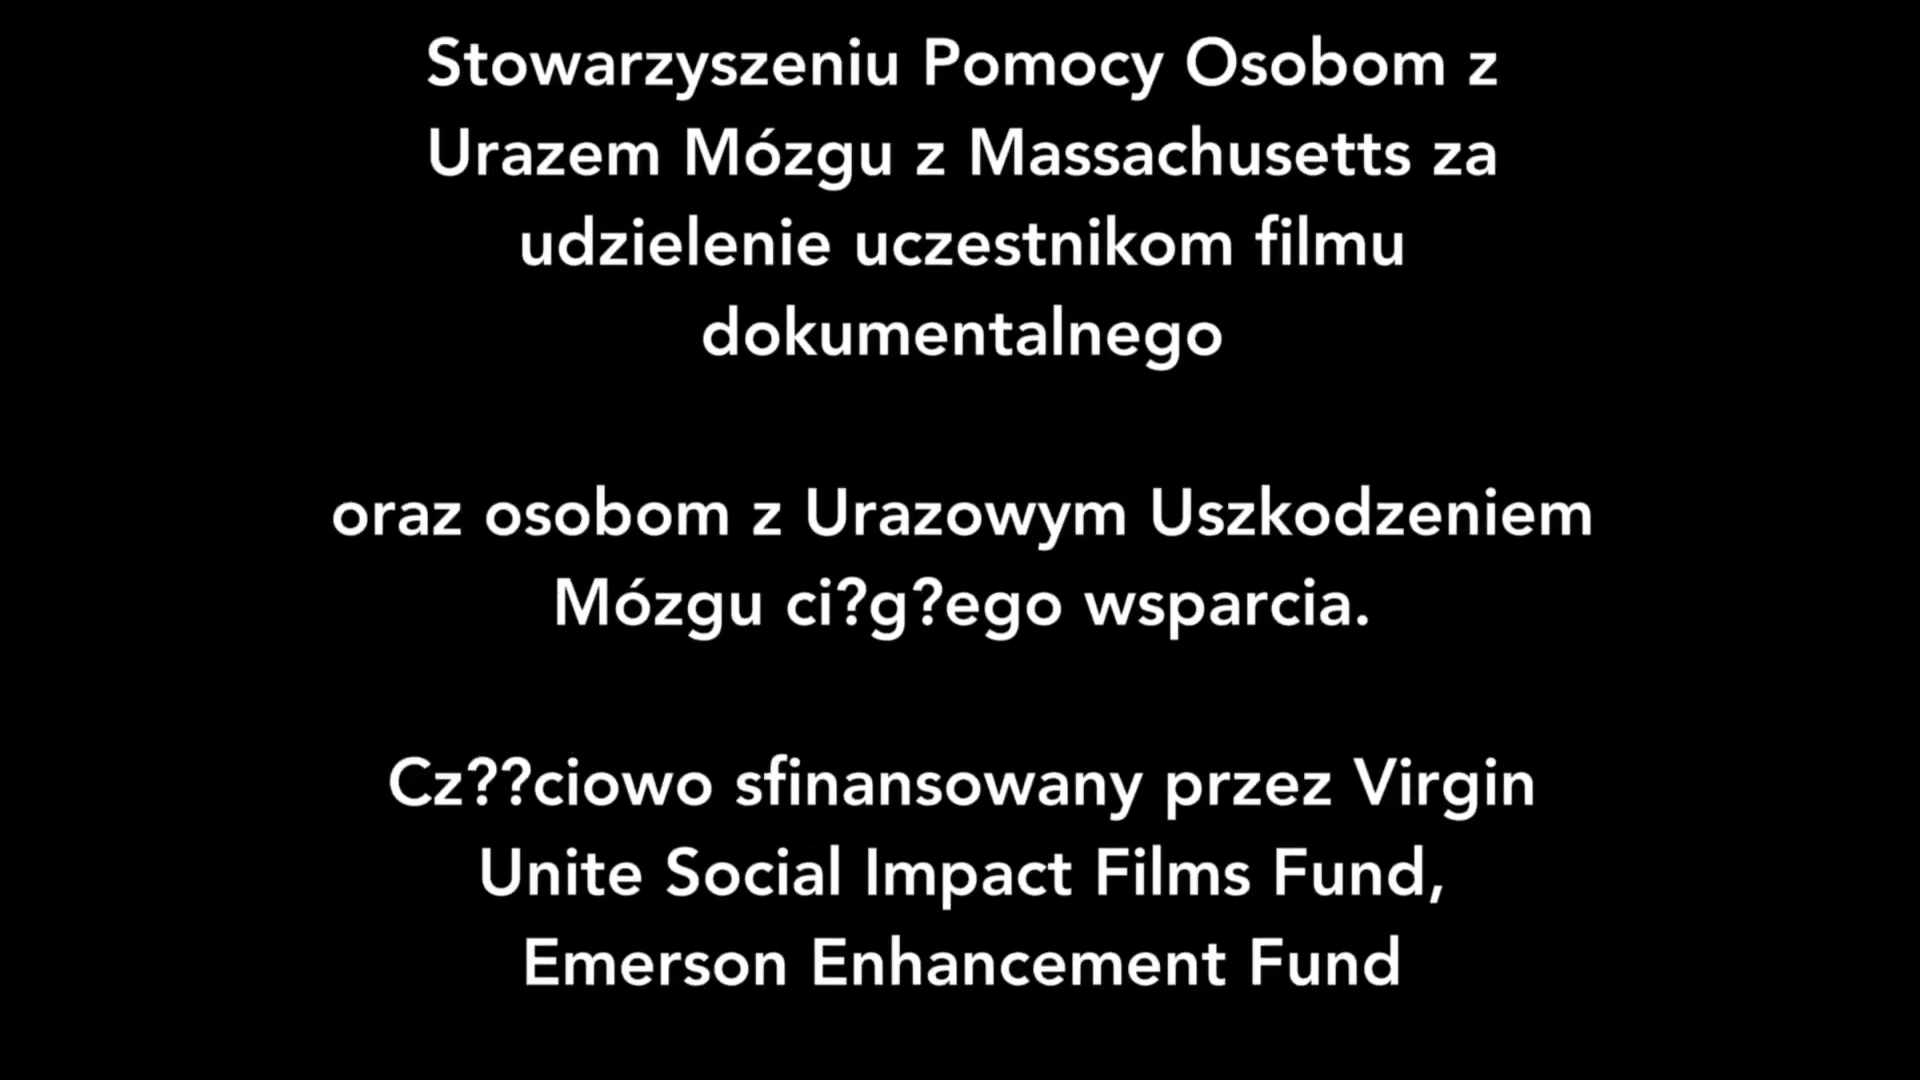 Stowarzyszeniu Pomocy Osobom z
Urazem Mózgu z Massachusetts za
udzielenie uczestnikom filmu
dokumentalnego
oraz osobom z Urazowym Uszkodzeniem
Mózgu ci?g?ego wsparcia.
Cz??ciowo sfinansowany przez Virgin
Unite Social Impact Films Fund,
Emerson Enhancement Fund